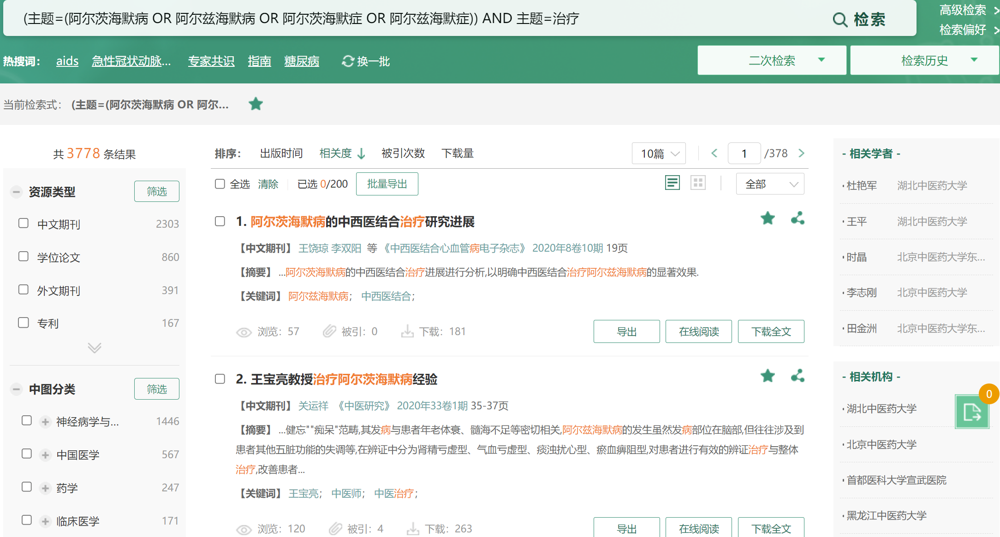 (主题=(阿尔茨海默病 OR 阿尔兹海默病 OR 阿尔茨海默症 OR 阿尔兹海默症)) AND 主题=治疗
检索
高级检索
检索偏好
热搜词： aids 急性冠状动脉... 专家共识 指南 糖尿病 换一批
二次检索
检索历史
当前检索式： (主题=(阿尔茨海默病 OR 阿尔...
共 3778 条结果
资源类型 筛选
中文期刊 2303
学位论文 860
外文期刊 391
专利 167
中图分类 筛选
神经病学与... 1446
中国医学 567
药学 247
临床医学 171
排序： 出版时间 相关度 被引次数 下载量 10篇 1 /378
全选 清除 已选 0/200 批量导出 全部
1. 阿尔茨海默病的中西医结合治疗研究进展
【中文期刊】 王饶琼 李双阳 等 《中西医结合心血管病电子杂志》 2020年8卷10期 19页
【摘要】 ...阿尔茨海默病的中西医结合治疗进展进行分析,以明确中西医结合治疗阿尔兹海默病的显著效果.
【关键词】 阿尔兹海默病； 中西医结合；
浏览：57 被引：0 下载：181 导出 在线阅读 下载全文
2. 王宝亮教授治疗阿尔茨海默病经验
【中文期刊】 关运祥 《中医研究》 2020年33卷1期 35-37页
【摘要】 ...健忘""痴呆"范畴,其发病与患者年老体衰、髓海不足等密切相关,阿尔兹海默病的发生虽然发病部位在脑部,但往往涉及到
患者其他五脏功能的失调等,在辨证中分为肾精亏虚型、气血亏虚型、痰浊扰心型、瘀血痹阻型,对患者进行有效的辨证治疗与整体
治疗,改善患者...
【关键词】 王宝亮； 中医师； 中医治疗；
浏览：120 被引：4 下载：263 导出 在线阅读 下载全文
- 相关学者 -
·杜艳军 湖北中医药大学
·王平 湖北中医药大学
·时晶 北京中医药大学东...
·李志刚 北京中医药大学
·田金洲 北京中医药大学东...
- 相关机构 -
0
·湖北中医药大学
·北京中医药大学
·首都医科大学宣武医院
·黑龙江中医药大学